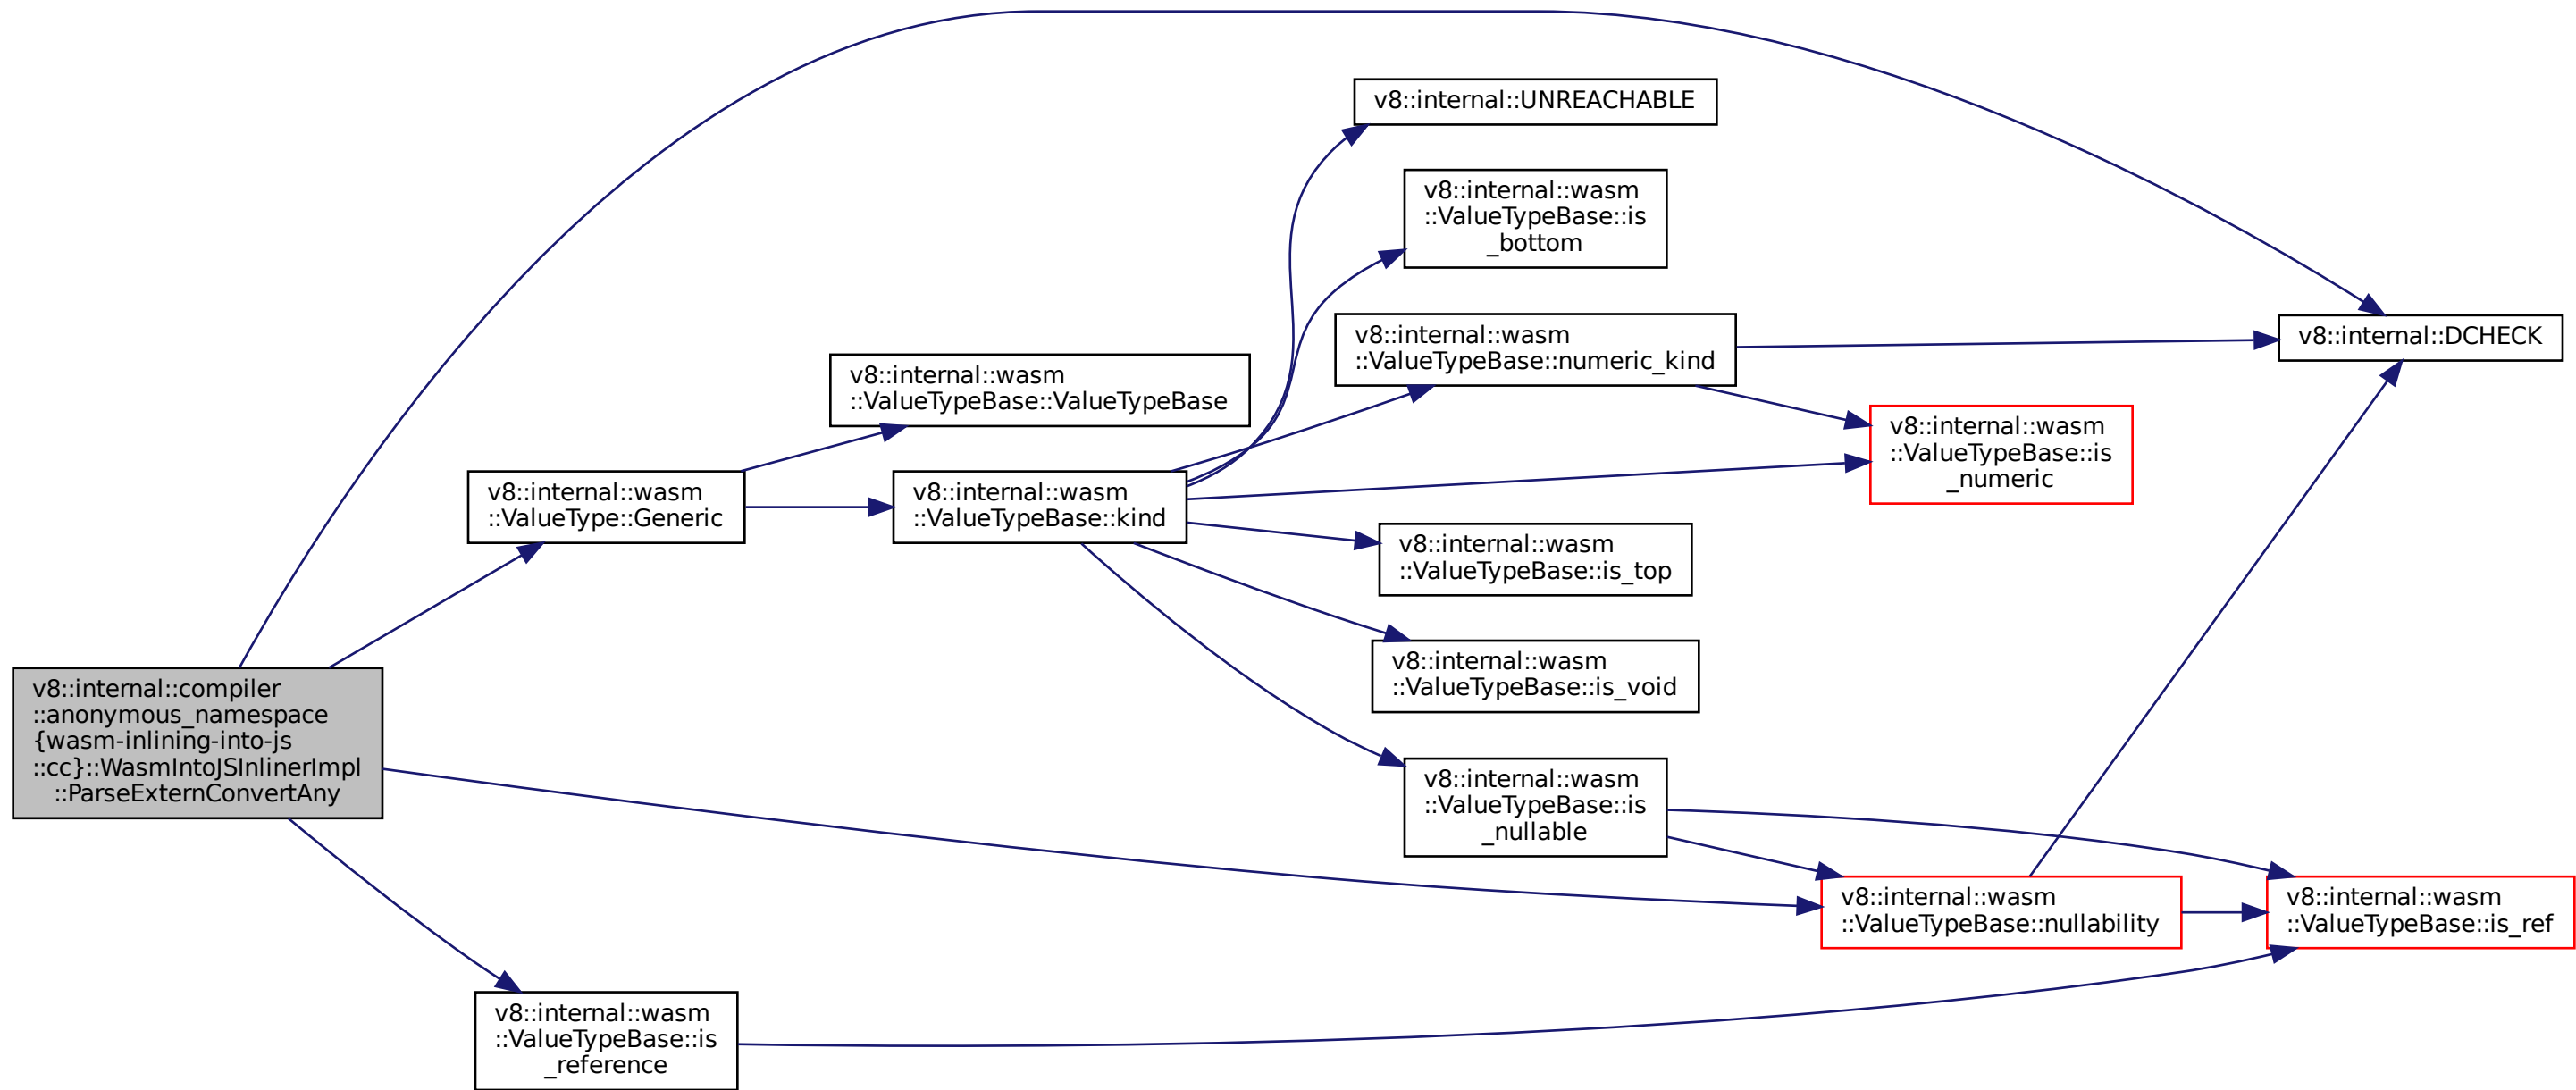 v8::internal::UNREACHABLE
v8::internal::wasm
::ValueTypeBase::is
_bottom
v8::internal::wasm
::ValueTypeBase::numeric_kind
v8::internal::DCHECK
v8::internal::wasm
::ValueTypeBase::ValueTypeBase
v8::internal::wasm
::ValueTypeBase::is
_numeric
v8::internal::wasm
::ValueType::Generic
v8::internal::wasm
::ValueTypeBase::kind
v8::internal::wasm
::ValueTypeBase::is_top
v8::internal::wasm
::ValueTypeBase::is_void
v8::internal::compiler
::anonymous_namespace
{wasm-inlining-into-js
::cc}::WasmIntoJSInlinerImpl
::ParseExternConvertAny
v8::internal::wasm
::ValueTypeBase::is
_nullable
v8::internal::wasm
::ValueTypeBase::nullability
v8::internal::wasm
::ValueTypeBase::is_ref
v8::internal::wasm
::ValueTypeBase::is
_reference